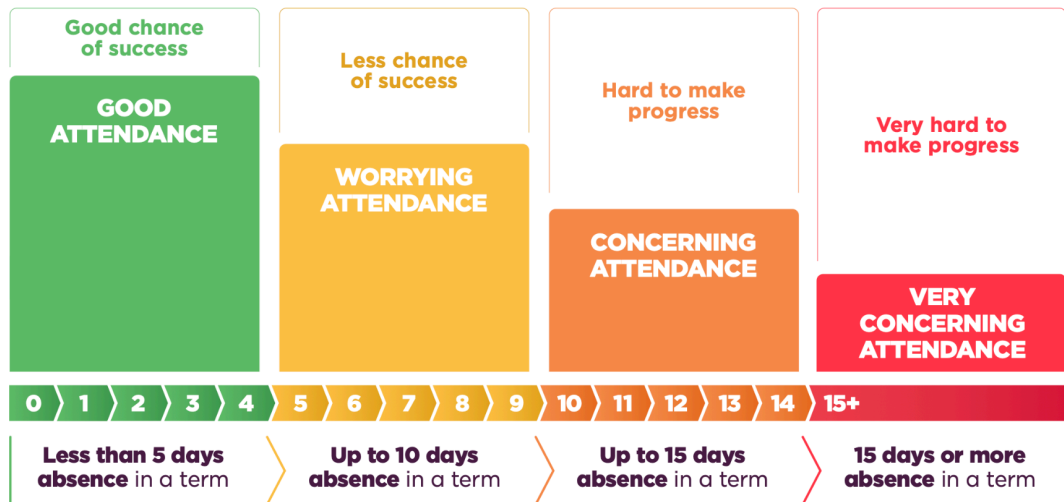 Good chance
of success
GOOD
ATTENDANCE
Less chance
of success
WORRYING
ATTENDANCE
Hard to make
progress
CONCERNING
ATTENDANCE
Very hard to
make progress
VERY
CONCERNING
ATTENDANCE
0 1 2 3 4 5 6 7 8 9 10 11 12 13 14 15+
Less than 5 days
absence in a term
Up to 10 days
absence in a term
Up to 15 days
absence in a term
15 days or more
absence in a term